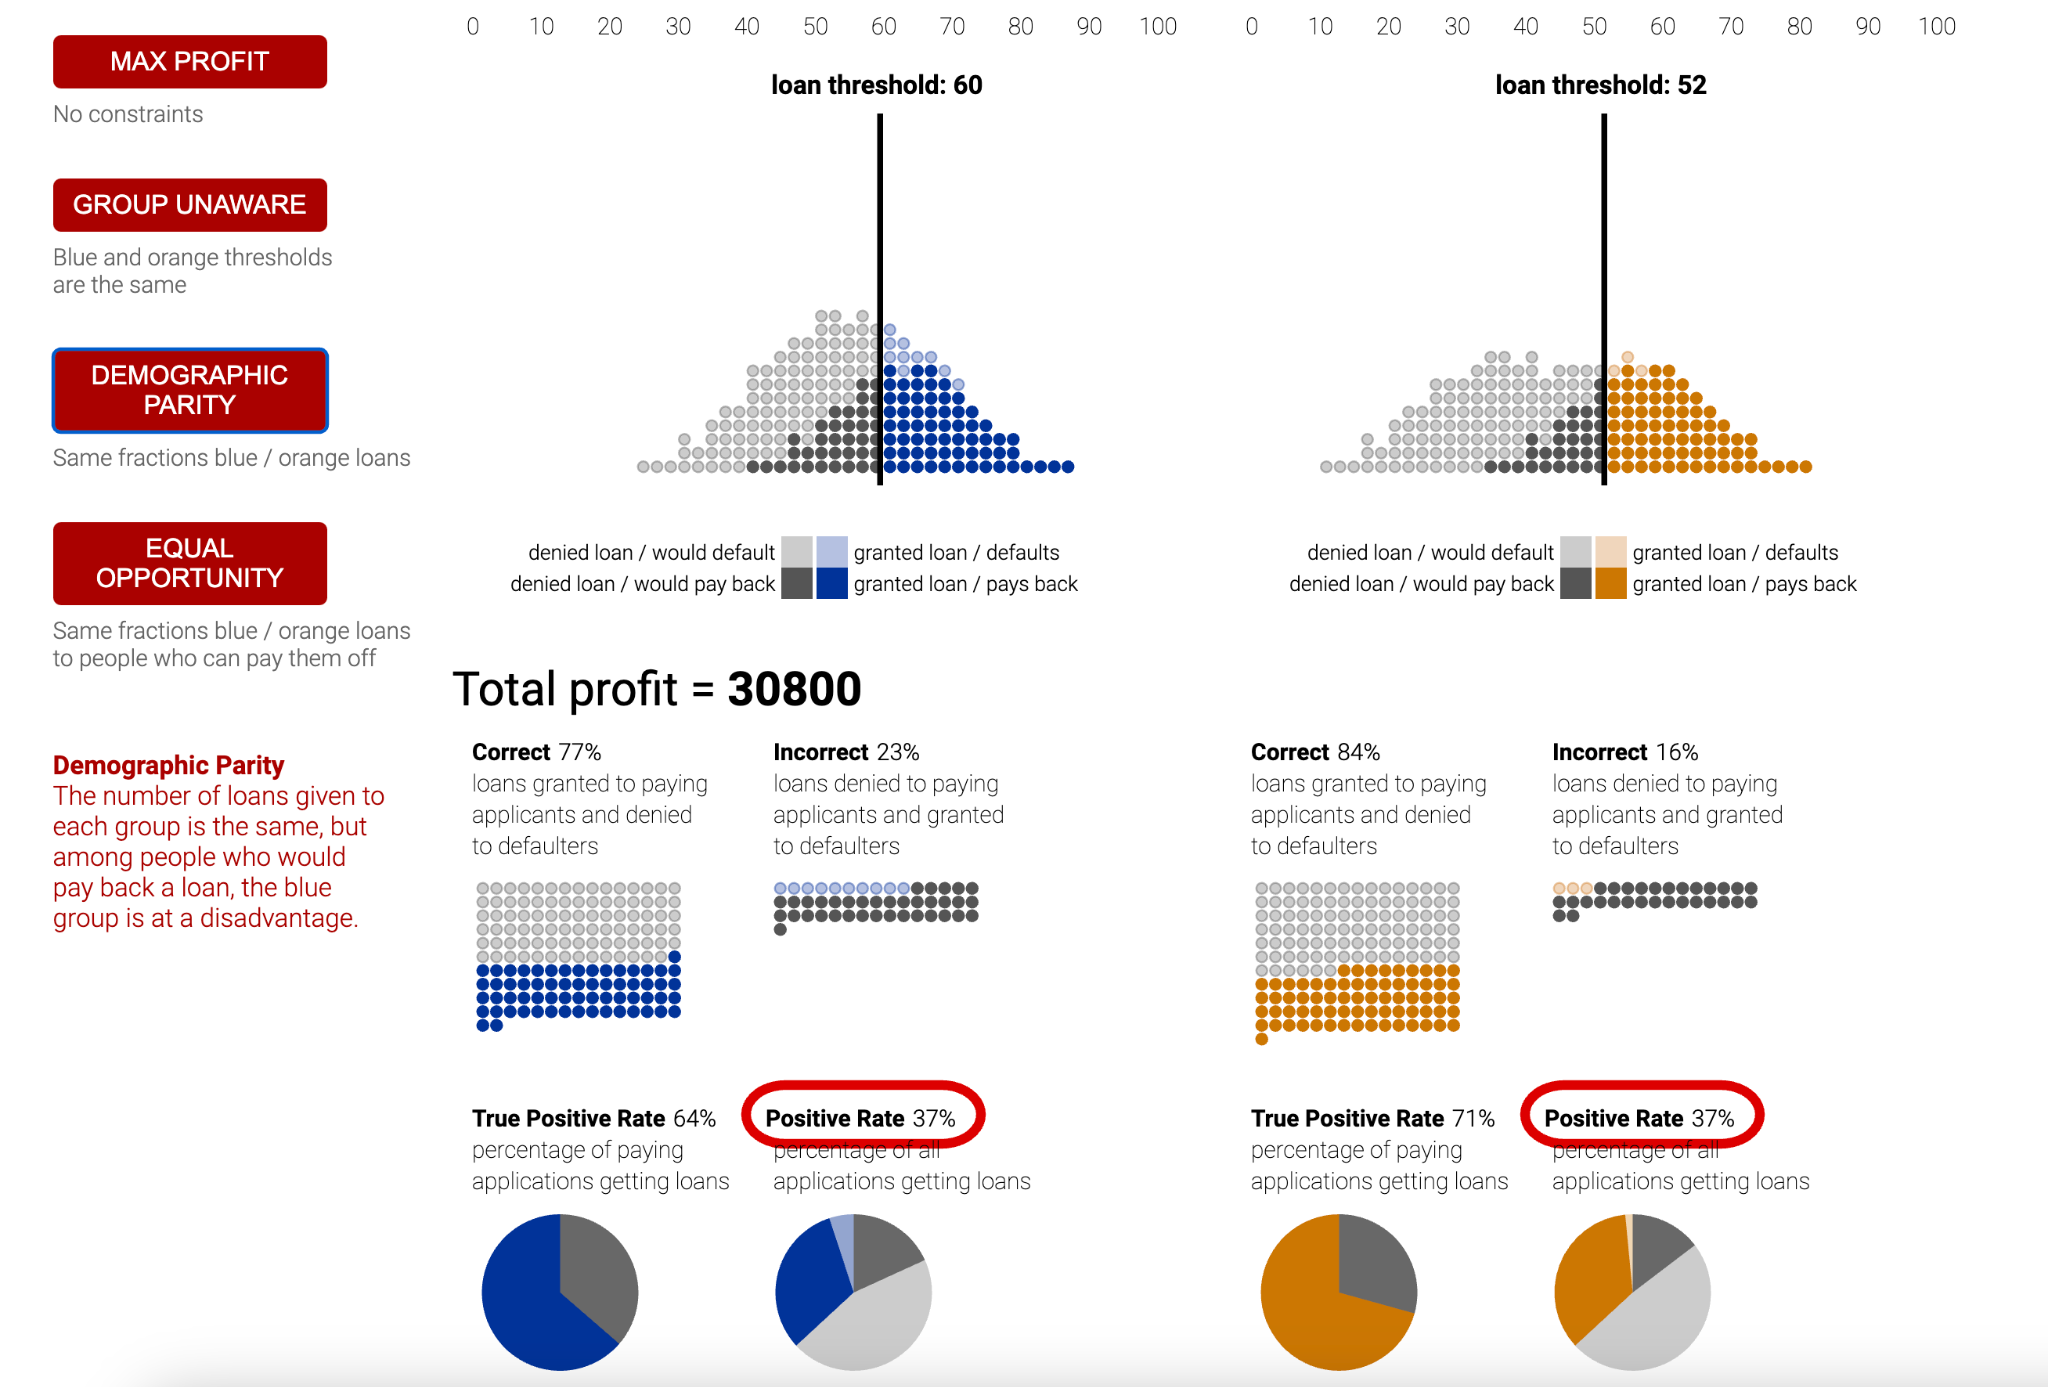 0 10 20 30 40 50 60 70 80 90 100
0 10 20 30 40 50 60 70 80 90 100
MAX PROFIT
No constraints
GROUP UNAWARE
Blue and orange thresholds
are the same
DEMOGRAPHIC
PARITY
Same fractions blue / orange loans
EQUAL
OPPORTUNITY
Same fractions blue / orange loans
to people who can pay them off
Demographic Parity
The number of loans given to
each group is the same, but
among people who would
pay back a loan, the blue
group is at a disadvantage.
loan threshold: 60
denied loan / would default
granted loan / defaults
denied loan / would pay back
granted loan / pays back
loan threshold: 52
denied loan / would default
granted loan / defaults
denied loan / would pay back
granted loan / pays back
Total profit = 30800
Correct 77%
loans granted to paying
applicants and denied
to defaulters
Incorrect 23%
loans denied to paying
applicants and granted
to defaulters
Correct 84%
loans granted to paying
applicants and denied
to defaulters
Incorrect 16%
loans denied to paying
applicants and granted
to defaulters
True Positive Rate 64%
percentage of paying
applications getting loans
Positive Rate 37%
percentage of all
applications getting loans
True Positive Rate 71%
percentage of paying
applications getting loans
Positive Rate 37%
percentage of all
applications getting loans